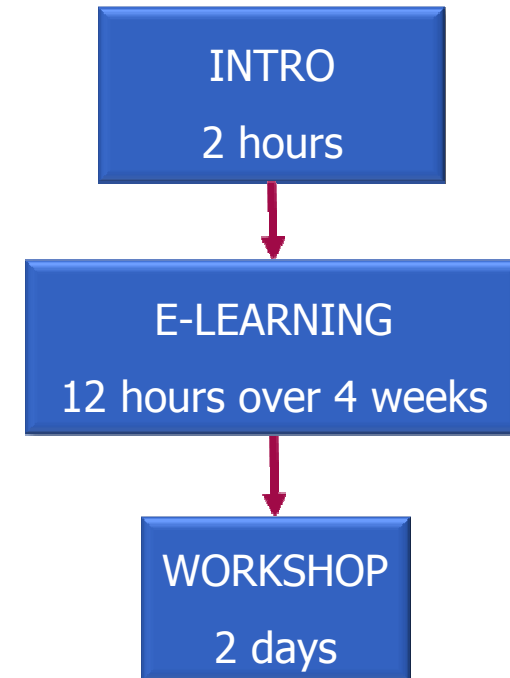 INTRO
2 hours
E-LEARNING
12 hours over 4 weeks
WORKSHOP
2 days